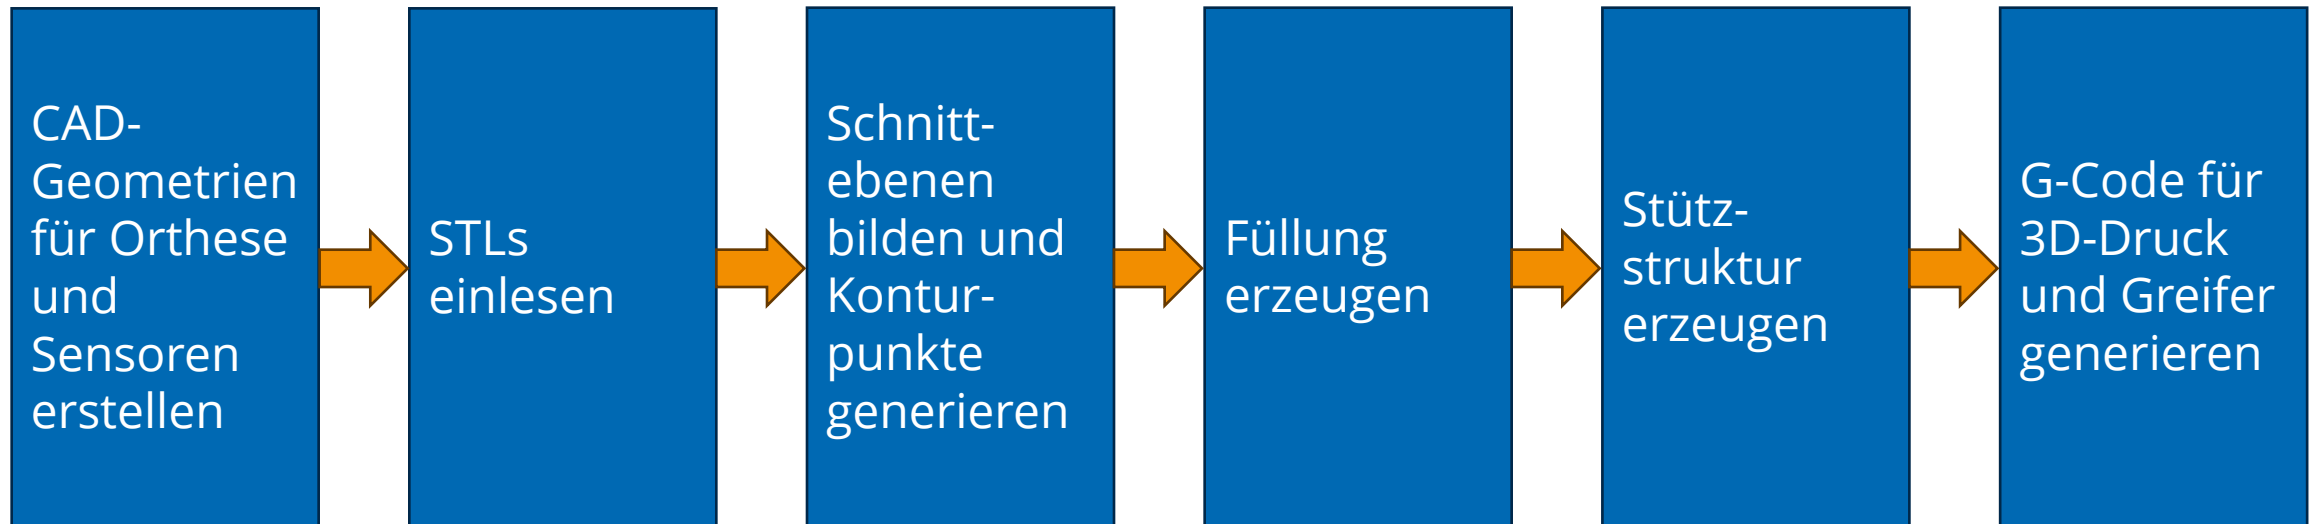 CAD-
Geometrien
für Orthese
und
Sensoren
erstellen
STLs
einlesen
Schnitt-
ebenen
bilden und
Kontur-
punkte
generieren
Füllung
erzeugen
Stütz-
struktur
erzeugen
G-Code für
3D-Druck
und Greifer
generieren